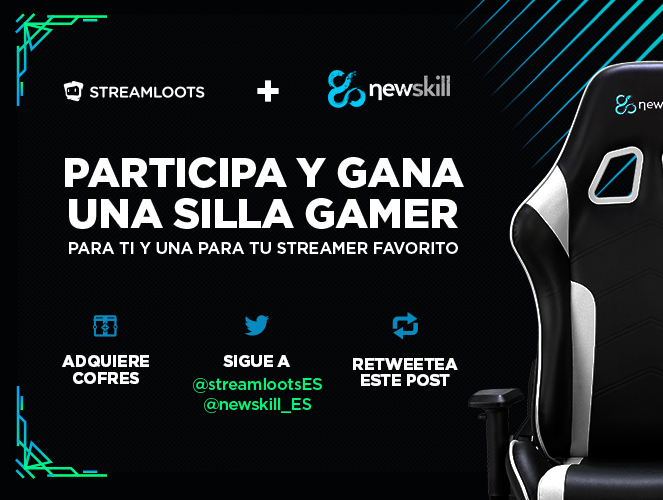 STREAMLOOTS + newskill
PARTICIPA Y GANA
UNA SILLA GAMER
PARA TI Y UNA PARA TU STREAMER FAVORITO
ADQUIERE
COFRES
SIGUE A
@streamlootsES
@newskill_ES
RETWEETEA
ESTE POST